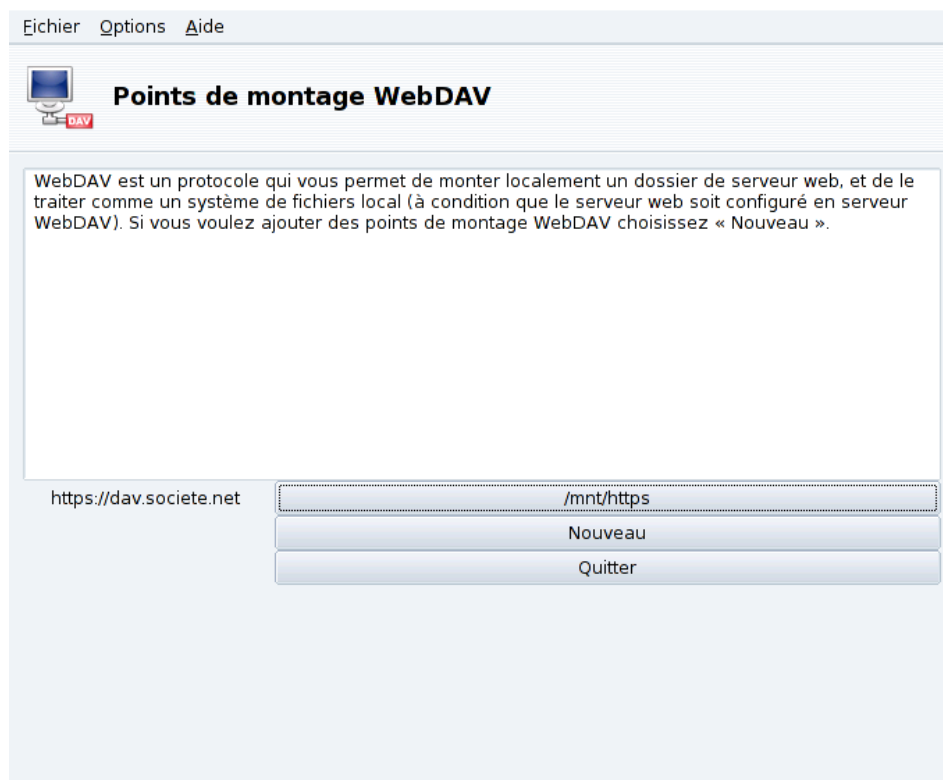 Fichier Options Aide
DAV
Points de montage WebDAV
WebDAV est un protocole qui vous permet de monter localement un dossier de serveur web, et de le
traiter comme un système de fichiers local (à condition que le serveur web soit configuré en serveur
WebDAV). Si vous voulez ajouter des points de montage WebDAV choisissez « Nouveau ».
https://dav.societe.net
/mnt/https
Nouveau
Quitter